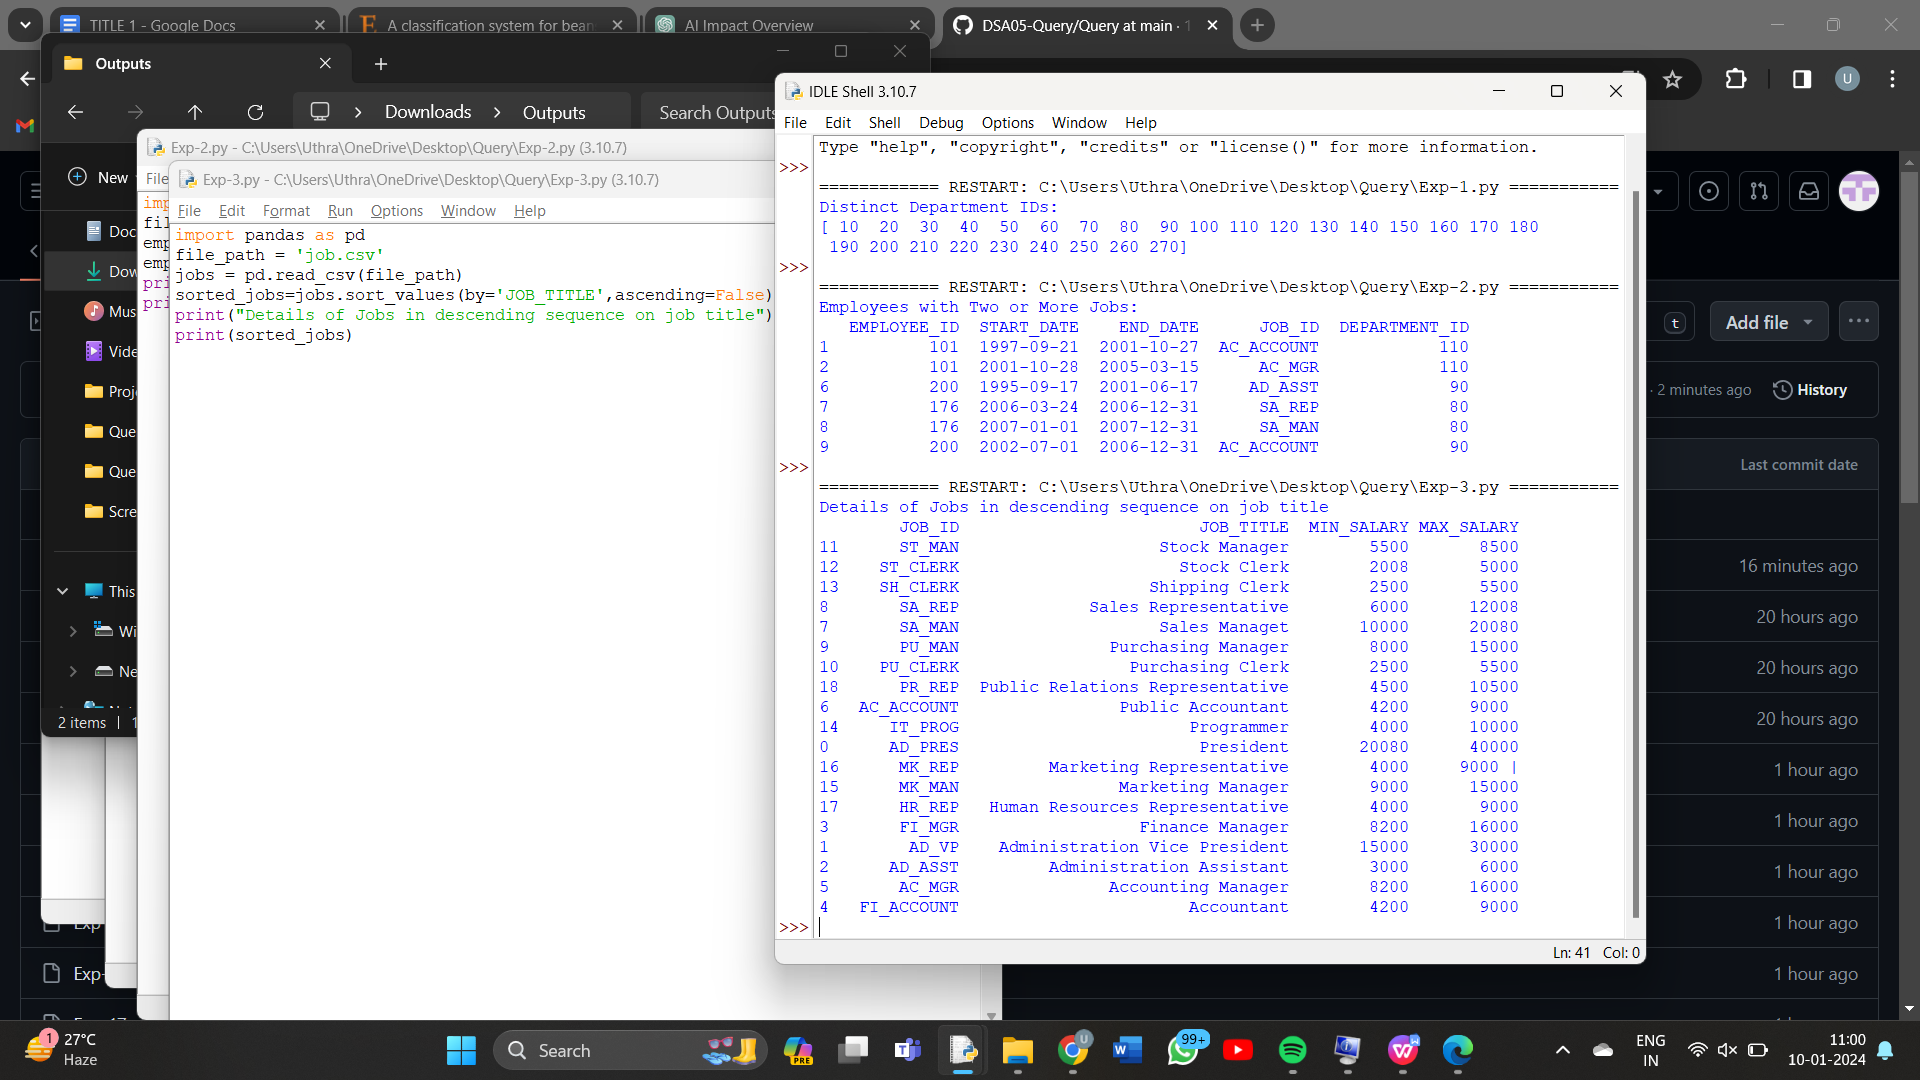 TITLE 1 - Google Docs
A classification system for bean
AI Impact Overview
DSA05-Query/Query at main · 1
Outputs
Downloads > Outputs
Search Outputs
New
Doc
Dow
Mus
Vide
Proj
Que
Que
Scre
This
Wi
Ne
2 items
Exp-2.py - C:\Users\Uthra\OneDrive\Desktop\Query\Exp-2.py (3.10.7)
File
imp
fil
emp
emp
pri
pri
Exp-3.py - C:\Users\Uthra\OneDrive\Desktop\Query\Exp-3.py (3.10.7)
File Edit Format Run Options Window Help
import pandas as pd
file_path = 'job.csv'
jobs = pd.read_csv(file_path)
sorted_jobs=jobs.sort_values(by='JOB_TITLE',ascending=False)
print("Details of Jobs in descending sequence on job title")
print(sorted_jobs)
IDLE Shell 3.10.7
File Edit Shell Debug Options Window Help
Type "help", "copyright", "credits" or "license()" for more information.
>>>
============ RESTART: C:\Users\Uthra\OneDrive\Desktop\Query\Exp-1.py ===========
Distinct Department IDs:
[ 10 20 30 40 50 60 70 80 90 100 110 120 130 140 150 160 170 180
190 200 210 220 230 240 250 260 270]
>>>
============ RESTART: C:\Users\Uthra\OneDrive\Desktop\Query\Exp-2.py ===========
Employees with Two or More Jobs:
EMPLOYEE_ID START_DATE END_DATE JOB_ID DEPARTMENT_ID
1 101 1997-09-21 2001-10-27 AC_ACCOUNT 110
2 101 2001-10-28 2005-03-15 AC_MGR 110
6 200 1995-09-17 2001-06-17 AD_ASST 90
7 176 2006-03-24 2006-12-31 SA_REP 80
8 176 2007-01-01 2007-12-31 SA_MAN 80
9 200 2002-07-01 2006-12-31 AC_ACCOUNT 90
>>>
============ RESTART: C:\Users\Uthra\OneDrive\Desktop\Query\Exp-3.py ===========
Details of Jobs in descending sequence on job title
JOB_ID JOB_TITLE MIN_SALARY MAX_SALARY
11 ST_MAN Stock Manager 5500 8500
12 ST_CLERK Stock Clerk 2008 5000
13 SH_CLERK Shipping Clerk 2500 5500
8 SA_REP Sales Representative 6000 12008
7 SA_MAN Sales Managet 10000 20080
9 PU_MAN Purchasing Manager 8000 15000
10 PU_CLERK Purchasing Clerk 2500 5500
18 PR_REP Public Relations Representative 4500 10500
6 AC_ACCOUNT Public Accountant 4200 9000
14 IT_PROG Programmer 4000 10000
0 AD_PRES President 20080 40000
16 MK_REP Marketing Representative 4000 9000 |
15 MK_MAN Marketing Manager 9000 15000
17 HR_REP Human Resources Representative 4000 9000
3 FI_MGR Finance Manager 8200 16000
1 AD_VP Administration Vice President 15000 30000
2 AD_ASST Administration Assistant 3000 6000
5 AC_MGR Accounting Manager 8200 16000
4 FI_ACCOUNT Accountant 4200 9000
>>>
Ln: 41 Col: 0
U
t
Add file
2 minutes ago
History
Last commit date
16 minutes ago
20 hours ago
20 hours ago
20 hours ago
1 hour ago
1 hour ago
1 hour ago
1 hour ago
1 hour ago
Exp-
1
27°C
Haze
Search
PRE
U
99+
ENG
IN
11:00
10-01-2024